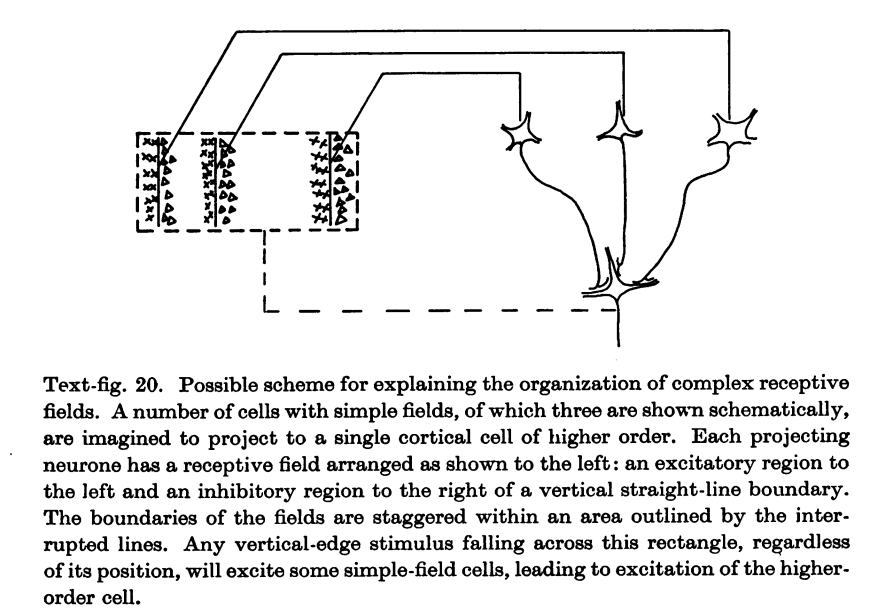 Text-fig. 20. Possible scheme for explaining the organization of complex receptive
fields. A number of cells with simple fields, of which three are shown schematically,
are imagined to project to a single cortical cell of higher order. Each projecting
neurone has a receptive field arranged as shown to the left: an excitatory region to
the left and an inhibitory region to the right of a vertical straight-line boundary.
The boundaries of the fields are staggered within an area outlined by the inter-
rupted lines. Any vertical-edge stimulus falling across this rectangle, regardless
of its position, will excite some simple-field cells, leading to excitation of the higher-
order cell.